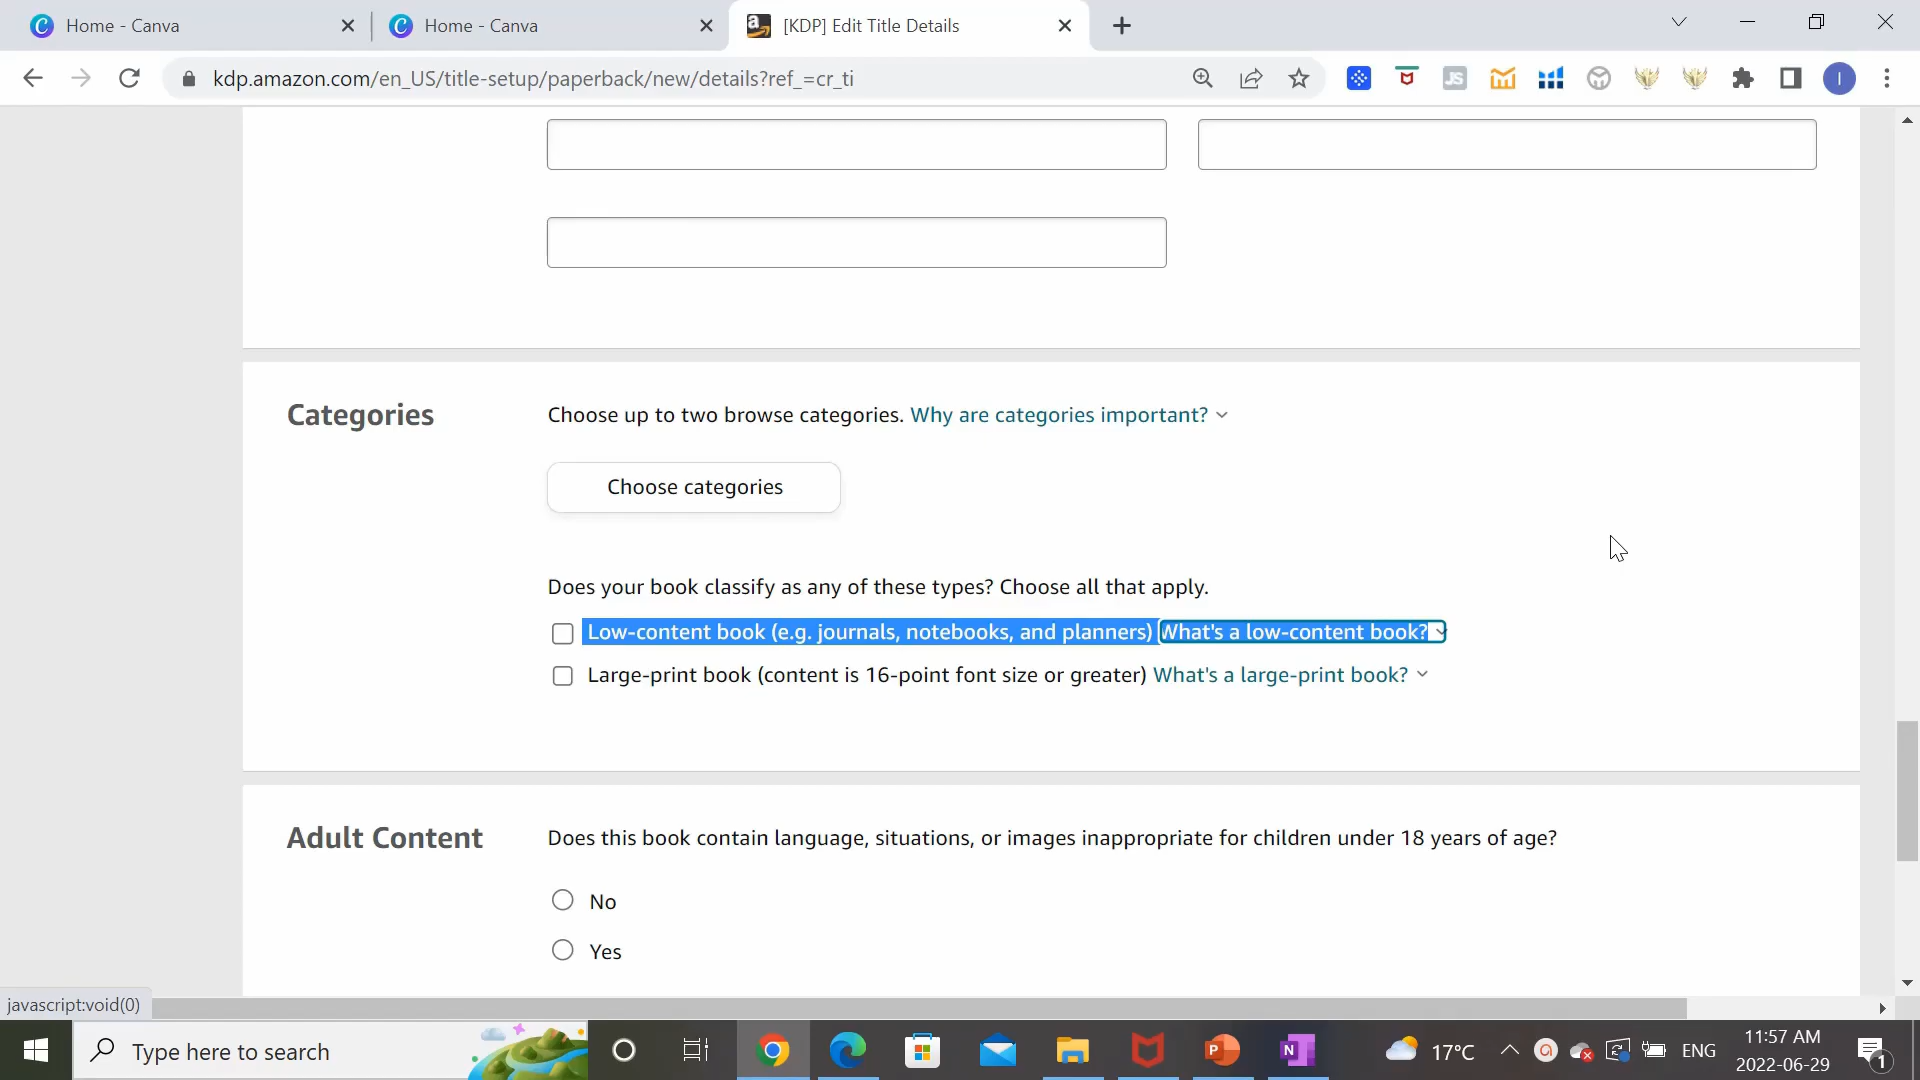 Home - Canva
Home - Canva
[KDP] Edit Title Details
kdp.amazon.com/en_US/title-setup/paperback/new/details?ref_=cr_ti
JS
I
Categories
Choose up to two browse categories. Why are categories important?
Choose categories
Does your book classify as any of these types? Choose all that apply.
Low-content book (e.g. journals, notebooks, and planners) What's a low-content book?
Large-print book (content is 16-point font size or greater) What's a large-print book?
Adult Content
Does this book contain language, situations, or images inappropriate for children under 18 years of age?
No
Yes
javascript:void(0)
Type here to search
17°C
ENG
11:57 AM
2022-06-29
1